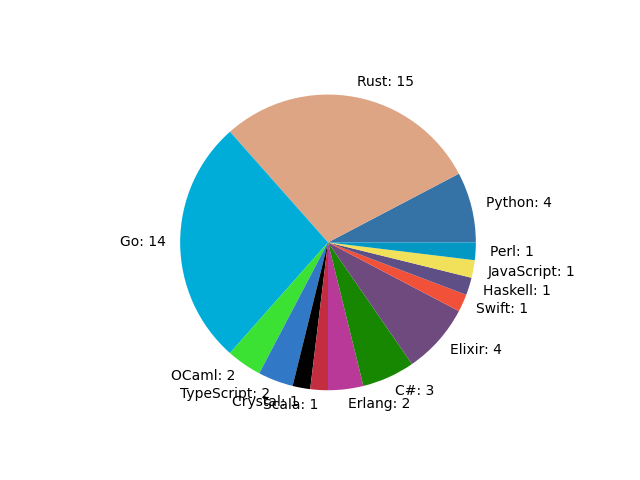 Rust: 15
Python: 4
Go: 14
Perl: 1
JavaScript: 1
Haskell: 1
Swift: 1
Elixir: 4
OCaml: 2
C#: 3
TypeScript: 2
Crystal: 1
Scala: 1
Erlang: 2